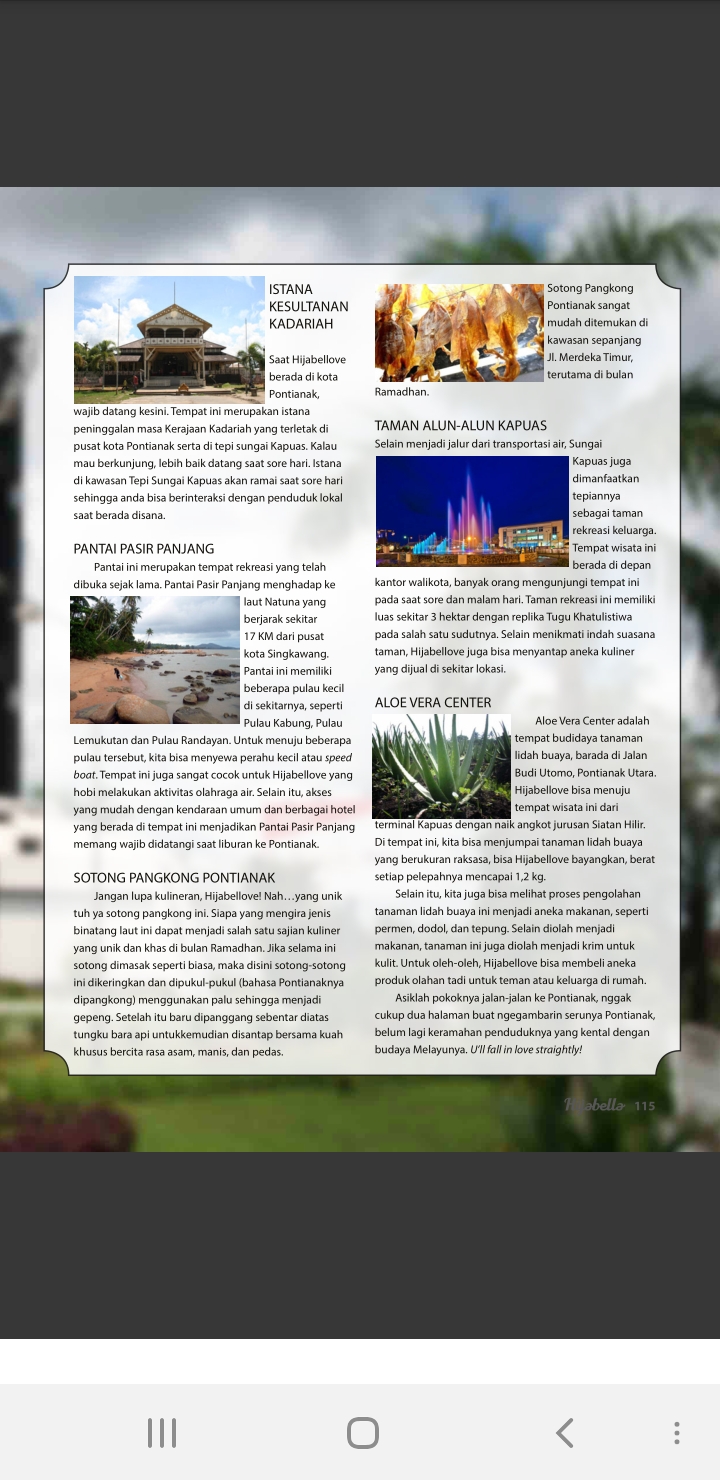 ISTANA
KESULTANAN
KADARIAH
Saat Hijabellove
berada di kota
Pontianak,
wajib datang kesini. Tempat ini merupakan istana
peninggalan masa Kerajaan Kadariah yang terletak di
pusat kota Pontianak serta di tepi sungai Kapuas. Kalau
mau berkunjung, lebih baik datang saat sore hari. Istana
di kawasan Tepi Sungai Kapuas akan ramai saat sore hari
sehingga anda bisa berinteraksi dengan penduduk lokal
saat berada disana.
PANTAI PASIR PANJANG
Pantai ini merupakan tempat rekreasi yang telah
dibuka sejak lama. Pantai Pasir Panjang menghadap ke
laut Natuna yang
berjarak sekitar
17 KM dari pusat
kota Singkawang.
Pantai ini memiliki
beberapa pulau kecil
di sekitarnya, seperti
Pulau Kabung, Pulau
Lemukutan dan Pulau Randayan. Untuk menuju beberapa
pulau tersebut, kita bisa menyewa perahu kecil atau speed
boat. Tempat ini juga sangat cocok untuk Hijabellove yang
hobi melakukan aktivitas olahraga air. Selain itu, akses
yang mudah dengan kendaraan umum dan berbagai hotel
yang berada di tempat ini menjadikan Pantai Pasir Panjang
memang wajib didatangi saat liburan ke Pontianak.
SOTONG PANGKONG PONTIANAK
Jangan lupa kulineran, Hijabellove! Nah…yang unik
tuh ya sotong pangkong ini. Siapa yang mengira jenis
binatang laut ini dapat menjadi salah satu sajian kuliner
yang unik dan khas di bulan Ramadhan. Jika selama ini
sotong dimasak seperti biasa, maka disini sotong-sotong
ini dikeringkan dan dipukul-pukul (bahasa Pontianaknya
dipangkong) menggunakan palu sehingga menjadi
gepeng. Setelah itu baru dipanggang sebentar diatas
tungku bara api untukkemudian disantap bersama kuah
khusus bercita rasa asam, manis, dan pedas.
Sotong Pangkong
Pontianak sangat
mudah ditemukan di
kawasan sepanjang
Jl. Merdeka Timur,
terutama di bulan
Ramadhan.
TAMAN ALUN-ALUN KAPUAS
Selain menjadi jalur dari transportasi air, Sungai
Kapuas juga
dimanfaatkan
tepiannya
sebagai taman
rekreasi keluarga.
Tempat wisata ini
berada di depan
kantor walikota, banyak orang mengunjungi tempat ini
pada saat sore dan malam hari. Taman rekreasi ini memiliki
luas sekitar 3 hektar dengan replika Tugu Khatulistiwa
pada salah satu sudutnya. Selain menikmati indah suasana
taman, Hijabellove juga bisa menyantap aneka kuliner
yang dijual di sekitar lokasi.
ALOE VERA CENTER
Aloe Vera Center adalah
tempat budidaya tanaman
lidah buaya, barada di Jalan
Budi Utomo, Pontianak Utara.
Hijabellove bisa menuju
tempat wisata ini dari
terminal Kapuas dengan naik angkot jurusan Siatan Hilir.
Di tempat ini, kita bisa menjumpai tanaman lidah buaya
yang berukuran raksasa, bisa Hijabellove bayangkan, berat
setiap pelepahnya mencapai 1,2 kg.
Selain itu, kita juga bisa melihat proses pengolahan
tanaman lidah buaya ini menjadi aneka makanan, seperti
permen, dodol, dan tepung. Selain diolah menjadi
makanan, tanaman ini juga diolah menjadi krim untuk
kulit. Untuk oleh-oleh, Hijabellove bisa membeli aneka
produk olahan tadi untuk teman atau keluarga di rumah.
Asiklah pokoknya jalan-jalan ke Pontianak, nggak
cukup dua halaman buat ngegambarin serunya Pontianak,
belum lagi keramahan penduduknya yang kental dengan
budaya Melayunya. U'll fall in love straightly!
Hijabella 115